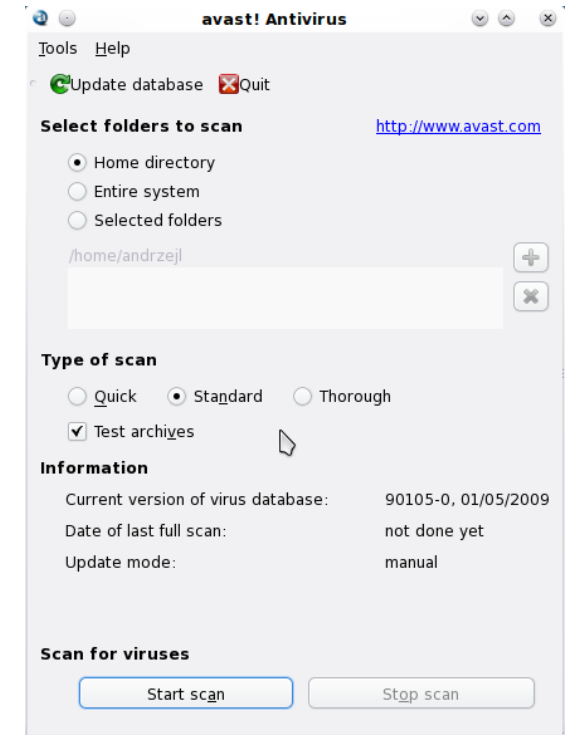 avast! Antivirus
Tools Help
Update database Quit
Select folders to scan http://www.avast.com
Home directory
Entire system
Selected folders
/home/andrzejl
Type of scan
Quick Standard Thorough
Test archives
Information
Current version of virus database: 90105-0, 01/05/2009
Date of last full scan: not done yet
Update mode: manual
Scan for viruses
Start scan Stop scan